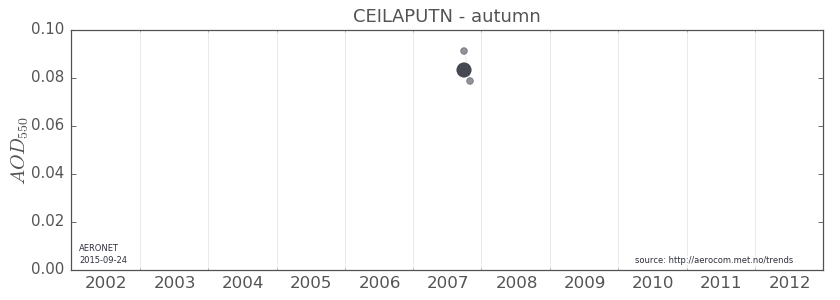 CEILAPUTN - autumn
0.10
0.08
0.06
0.04
0.02
0.00
AOD550
AERONET
2015-09-24
source: http://aerocom.met.no/trends
2002 2003 2004 2005 2006 2007 2008 2009 2010 2011 2012